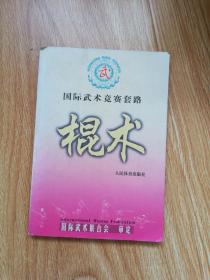 武
国际武术竞赛套路
棍术
人民体育出版社
International Wushu Federation
国际武术联合会 审定